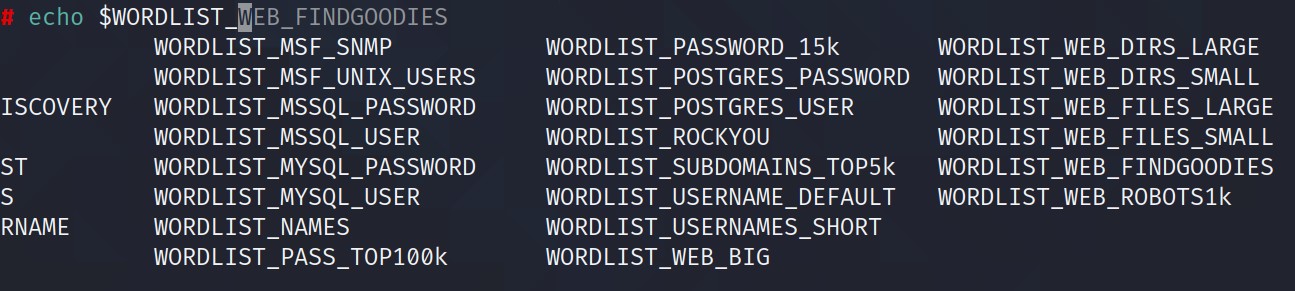 # echo $WORDLIST_WEB_FINDGOODIES
WORDLIST_MSF_SNMP WORDLIST_PASSWORD_15k WORDLIST_WEB_DIRS_LARGE
WORDLIST_MSF_UNIX_USERS WORDLIST_POSTGRES_PASSWORD WORDLIST_WEB_DIRS_SMALL
ISCOVERY WORDLIST_MSSQL_PASSWORD WORDLIST_POSTGRES_USER WORDLIST_WEB_FILES_LARGE
WORDLIST_MSSQL_USER WORDLIST_ROCKYOU WORDLIST_WEB_FILES_SMALL
ST WORDLIST_MYSQL_PASSWORD WORDLIST_SUBDOMAINS_TOP5k WORDLIST_WEB_FINDGOODIES
S WORDLIST_MYSQL_USER WORDLIST_USERNAME_DEFAULT WORDLIST_WEB_ROBOTS1k
RNAME WORDLIST_NAMES WORDLIST_USERNAMES_SHORT
WORDLIST_PASS_TOP100k WORDLIST_WEB_BIG